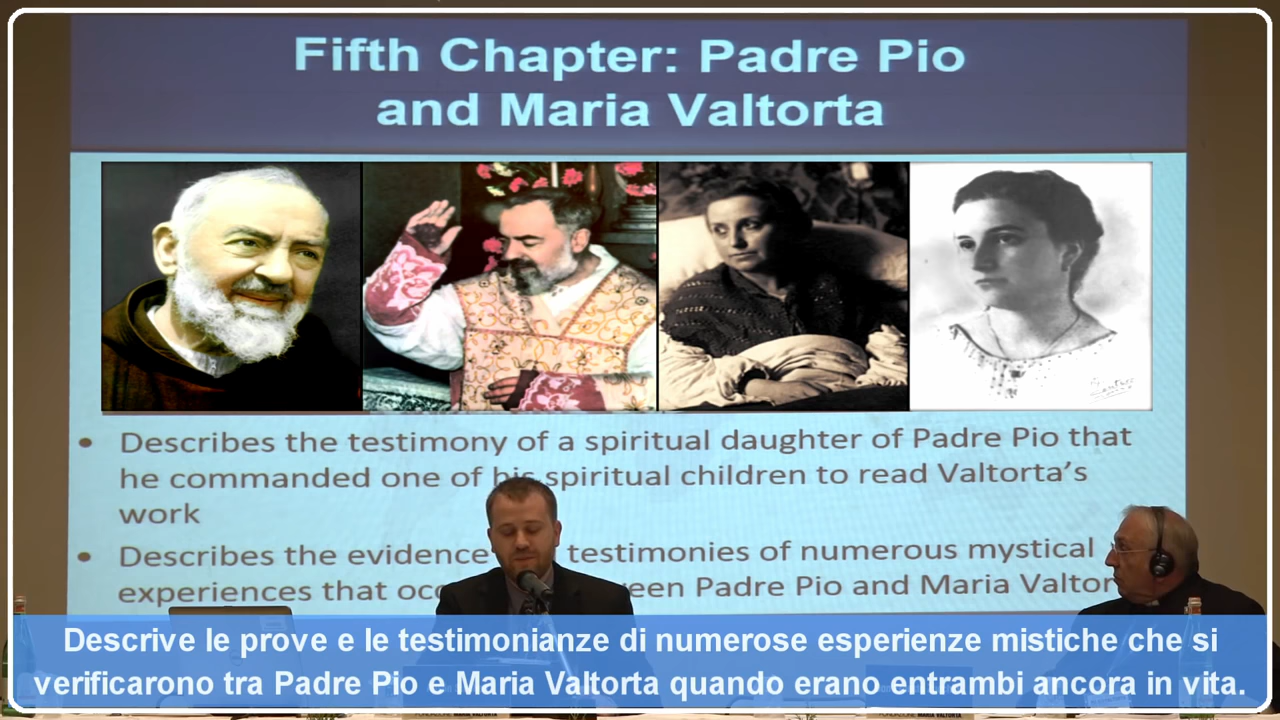 Fifth Chapter: Padre Pio
and Maria Valtorta
• Describes the testimony of a spiritual daughter of Padre Pio that
he commanded one of his spiritual children to read Valtorta's
work
• Describes the evidence testimonies of numerous mystical
experiences that occ een Padre Pio and Maria Valtor
Descrive le prove e le testimonianze di numerose esperienze mistiche che si
verificarono tra Padre Pio e Maria Valtorta quando erano entrambi ancora in vita.